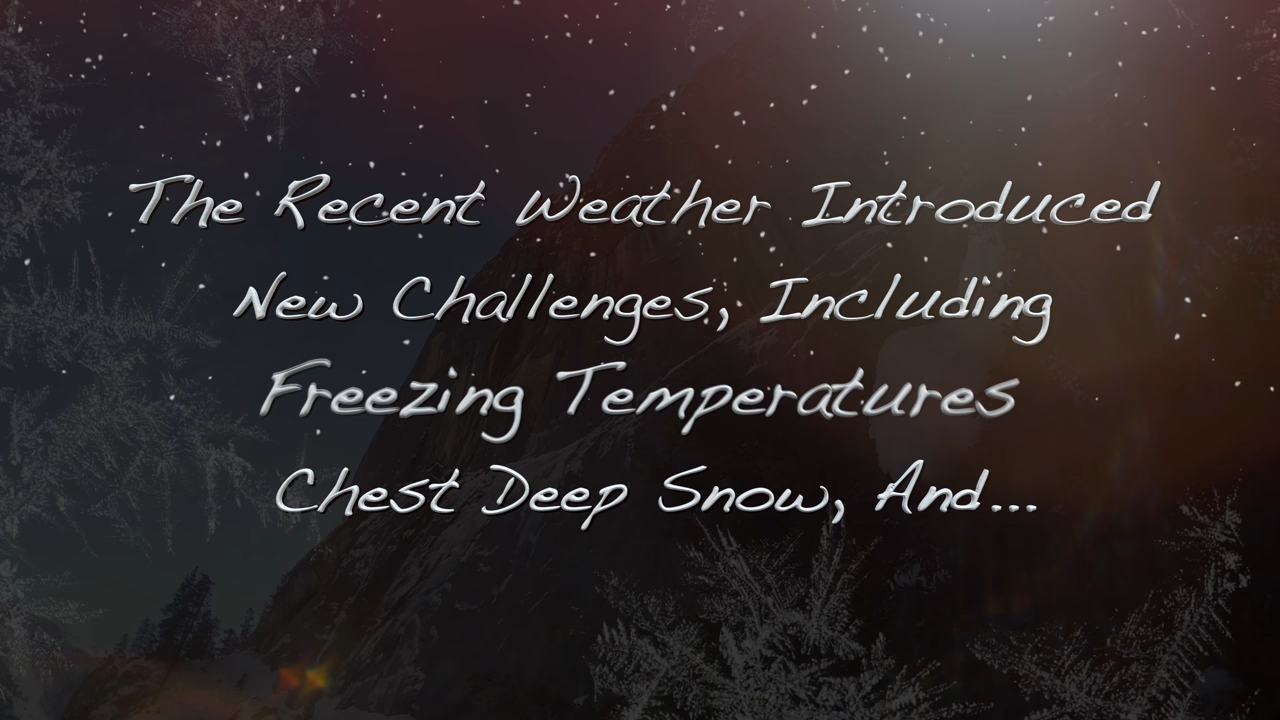 The Recent Weather Introduced
New Challenges, Including
Freezing Temperatures
Chest Deep Snow, And...